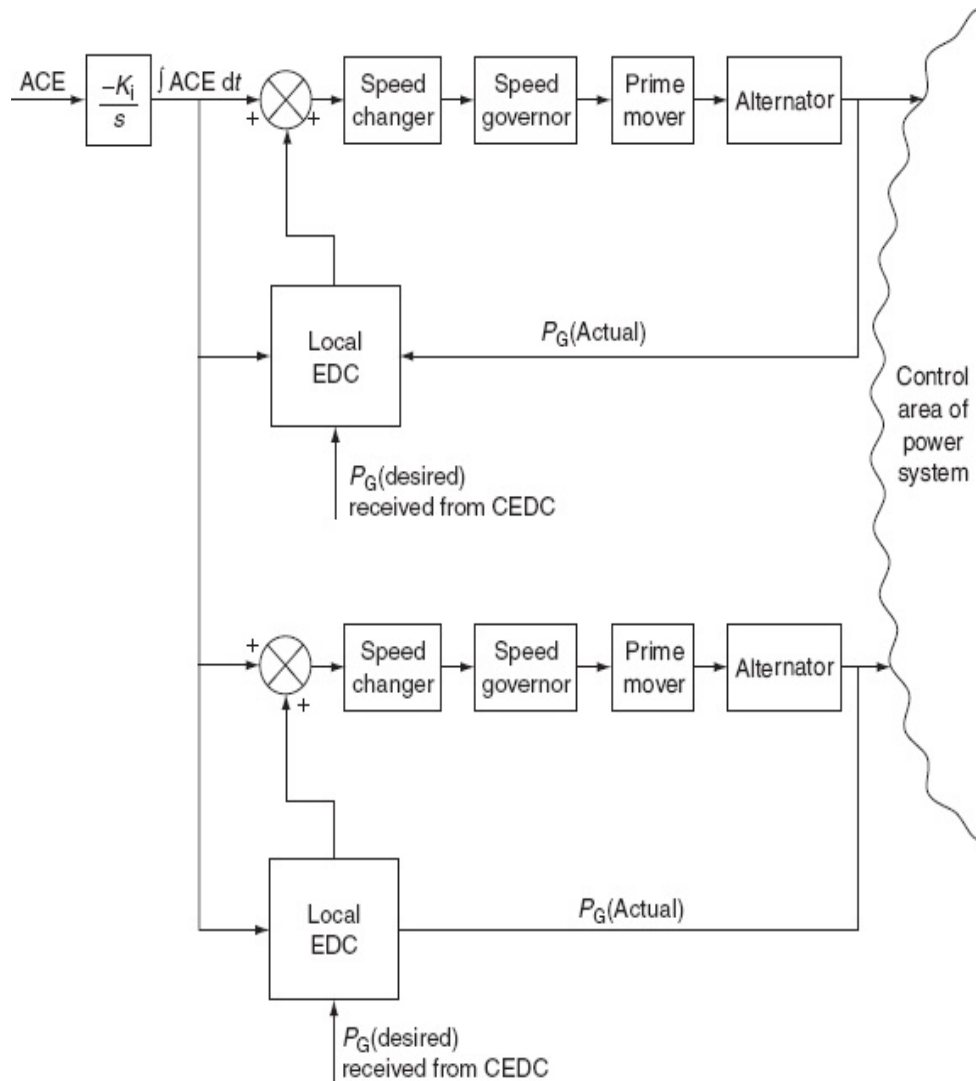 ACE
−Ki
s
∫ ACE dt
+
+
Speed
changer
Speed
governor
Prime
mover
Alternator
Local
EDC
PG(Actual)
PG(desired)
received from CEDC
Control
area of
power
system
+
+
Speed
changer
Speed
governor
Prime
mover
Alternator
Local
EDC
PG(Actual)
PG(desired)
received from CEDC